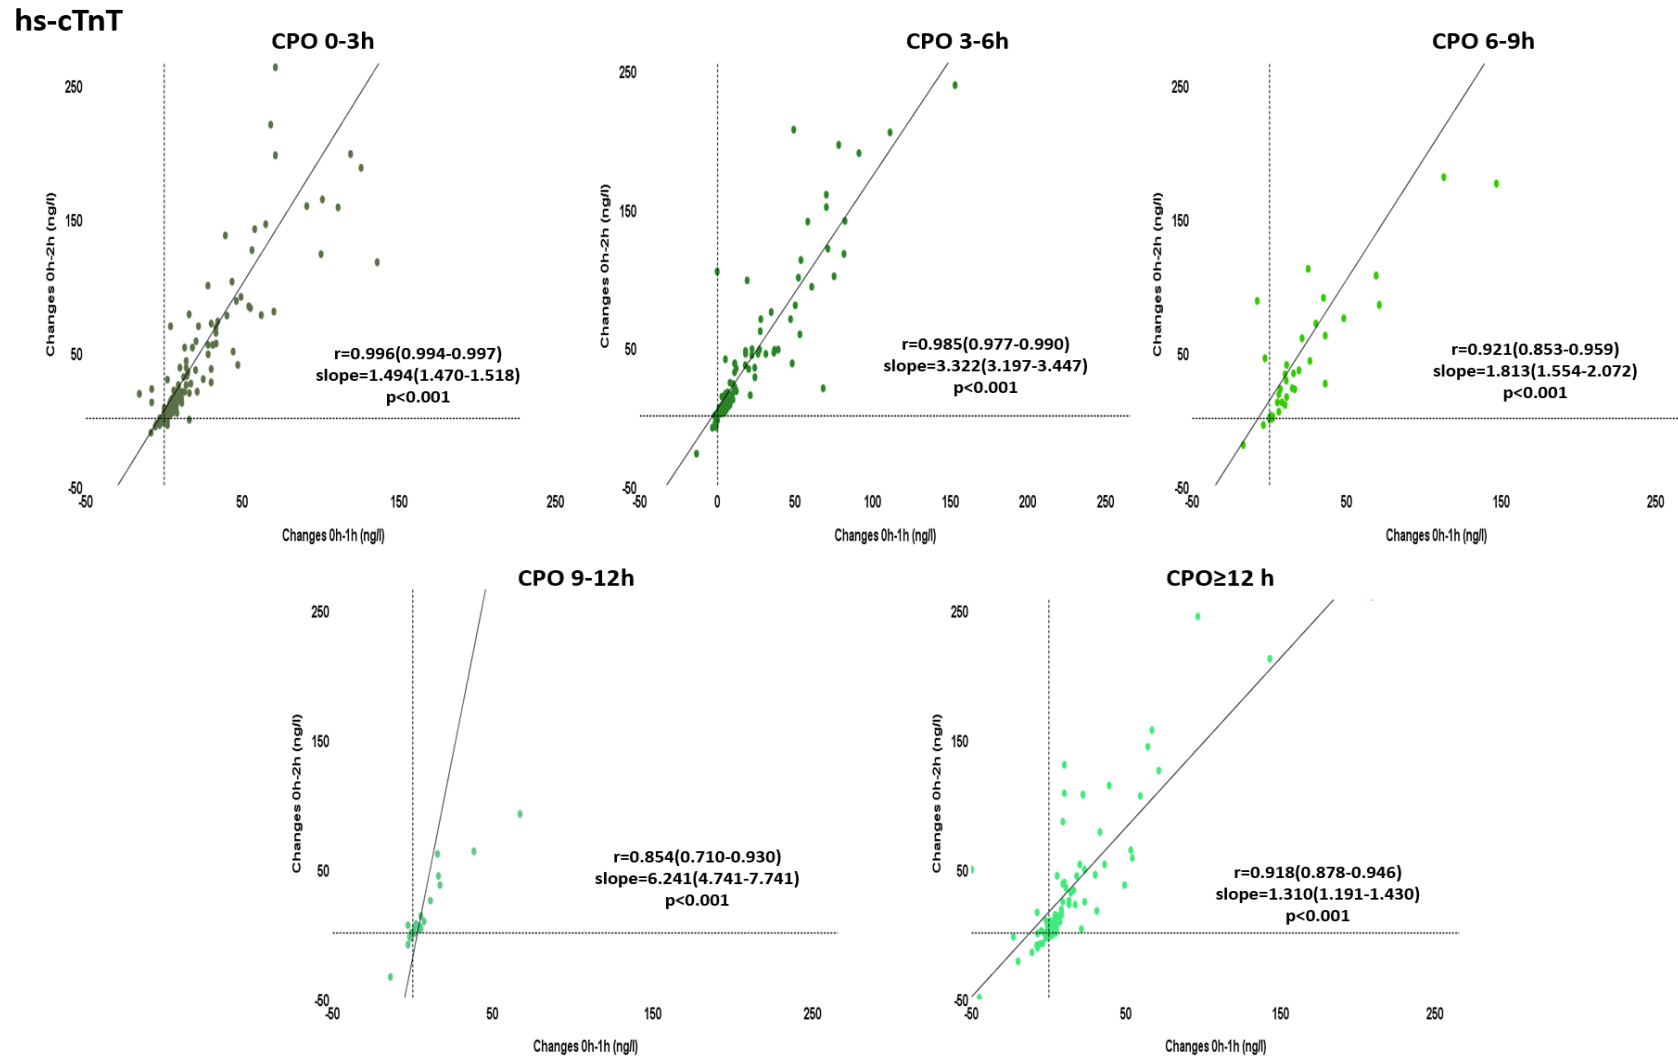 hs-cTnT
CPO 0-3h
250
150
50
-50
-50
50
150
250
Changes 0h-2h (ng/l)
Changes 0h-1h (ng/l)
r=0.996(0.994-0.997)
slope=1.494(1.470-1.518)
p<0.001
CPO 3-6h
250
150
50
-50
-50
0
50
100
150
200
250
Changes 0h-2h (ng/l)
Changes 0h-1h (ng/l)
r=0.985(0.977-0.990)
slope=3.322(3.197-3.447)
p<0.001
CPO 6-9h
250
150
50
-50
-50
50
150
250
Changes 0h-2h (ng/l)
Changes 0h-1h (ng/l)
r=0.921(0.853-0.959)
slope=1.813(1.554-2.072)
p<0.001
CPO 9-12h
250
150
50
-50
-50
50
150
250
Changes 0h-2h (ng/l)
Changes 0h-1h (ng/l)
r=0.854(0.710-0.930)
slope=6.241(4.741-7.741)
p<0.001
CPO≥12 h
250
150
50
-50
-50
50
150
250
Changes 0h-2h (ng/l)
Changes 0h-1h (ng/l)
r=0.918(0.878-0.946)
slope=1.310(1.191-1.430)
p<0.001